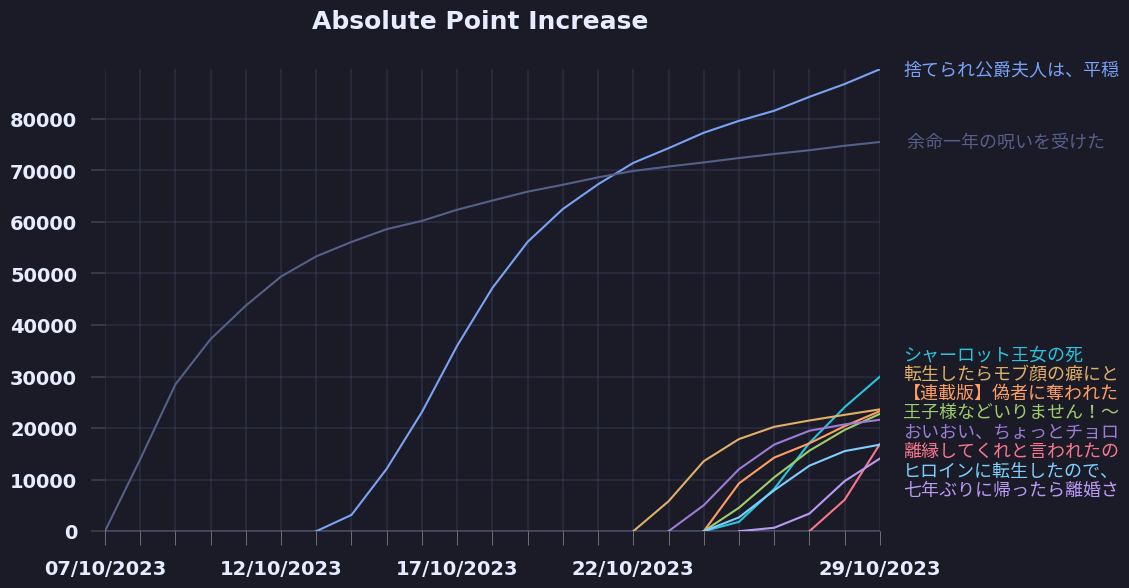 Absolute Point Increase
捨てられ公爵夫人は、平穏
80000
余命一年の呪いを受けた
70000
60000
50000
40000
シャーロット王女の死
30000
転生したらモブ顔の癖にと
【連載版】偽者に奪われた
王子様などいりません！～
20000
おいおい、ちょっとチョロ
離縁してくれと言われたの
ヒロインに転生したので、
10000
七年ぶりに帰ったら離婚さ
0
07/10/2023
12/10/2023
17/10/2023
22/10/2023
29/10/2023